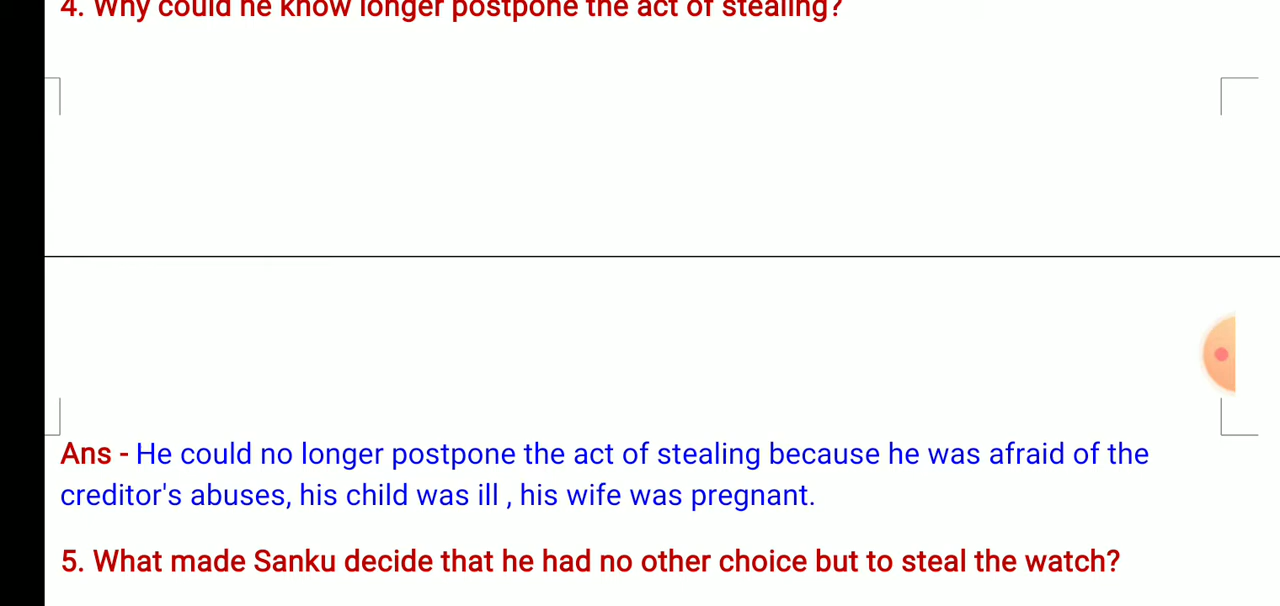 4. Why could he know longer postpone the act of stealing?
Ans - He could no longer postpone the act of stealing because he was afraid of the
creditor's abuses, his child was ill , his wife was pregnant.
5. What made Sanku decide that he had no other choice but to steal the watch?